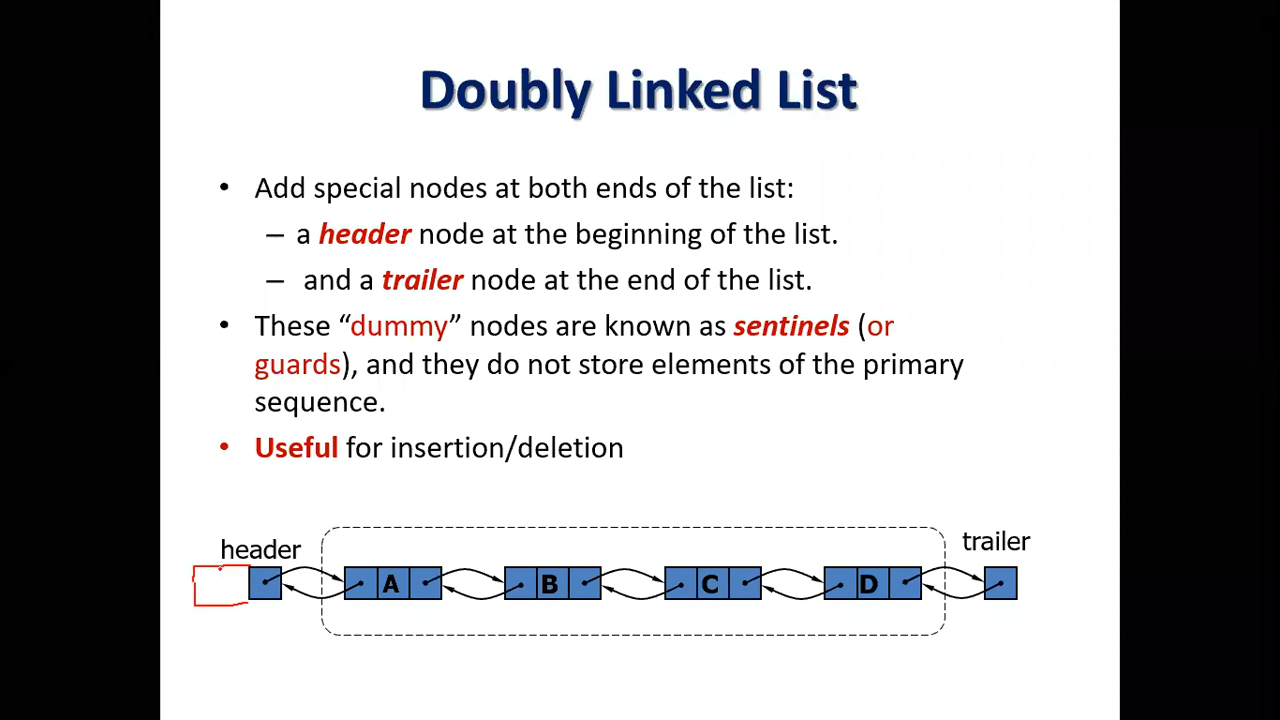 Doubly Linked List
• Add special nodes at both ends of the list:
– a header node at the beginning of the list.
– and a trailer node at the end of the list.
• These “dummy” nodes are known as sentinels (or
guards), and they do not store elements of the primary
sequence.
• Useful for insertion/deletion
header
trailer
A B C D